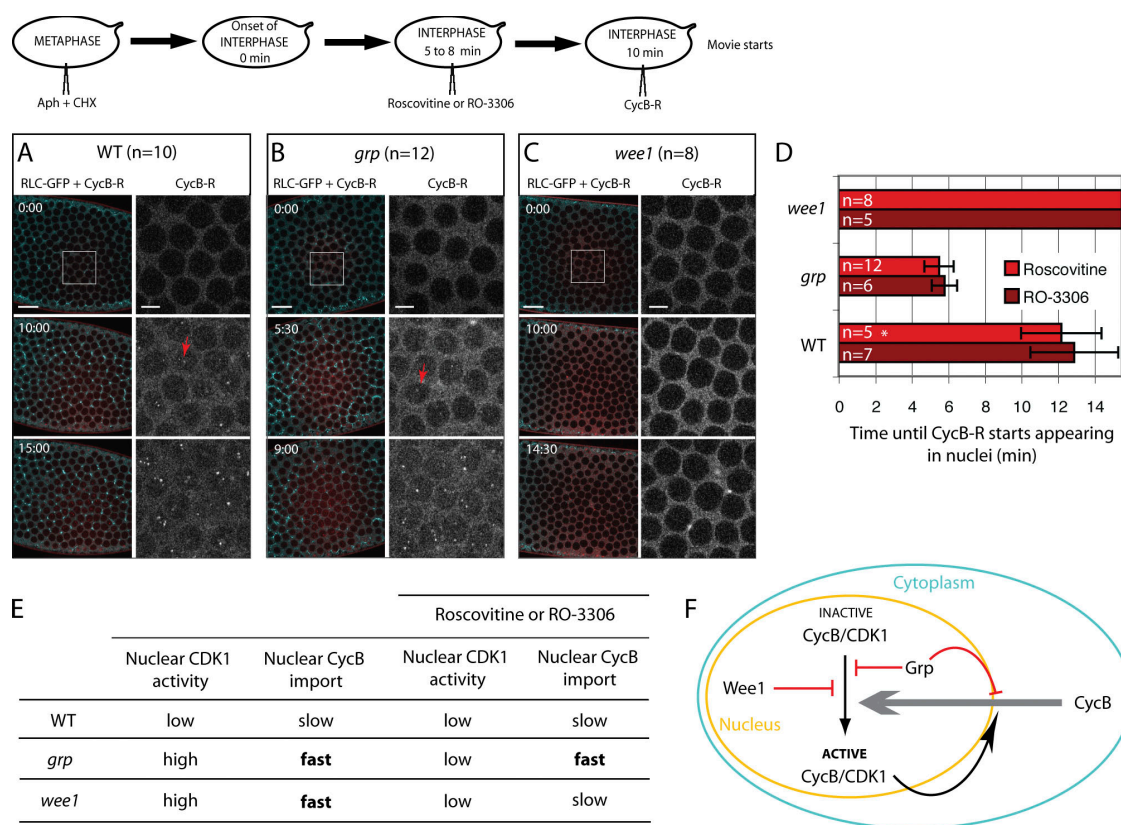 METAPHASE
Onset of
INTERPHASE
0 min
INTERPHASE
5 to 8 min
INTERPHASE
10 min
Movie starts
Aph + CHX
Roscovitine or RO-3306
CycB-R
A
WT (n=10)
RLC-GFP + CycB-R
CycB-R
0:00
10:00
15:00
B
grp (n=12)
RLC-GFP + CycB-R
CycB-R
0:00
5:30
9:00
C
wee1 (n=8)
RLC-GFP + CycB-R
CycB-R
0:00
10:00
14:30
D
wee1
n=8
n=5
grp
n=12
n=6
WT
n=5 *
n=7
Roscovitine
RO-3306
0 2 4 6 8 10 12 14
Time until CycB-R starts appearing
in nuclei (min)
E
Roscovitine or RO-3306
Nuclear CDK1 activity Nuclear CycB import Nuclear CDK1 activity Nuclear CycB import
WT low slow low slow
grp high fast low fast
wee1 high fast low slow
F
Cytoplasm
INACTIVE
CycB/CDK1
Grp
Wee1
CycB
Nucleus
ACTIVE
CycB/CDK1